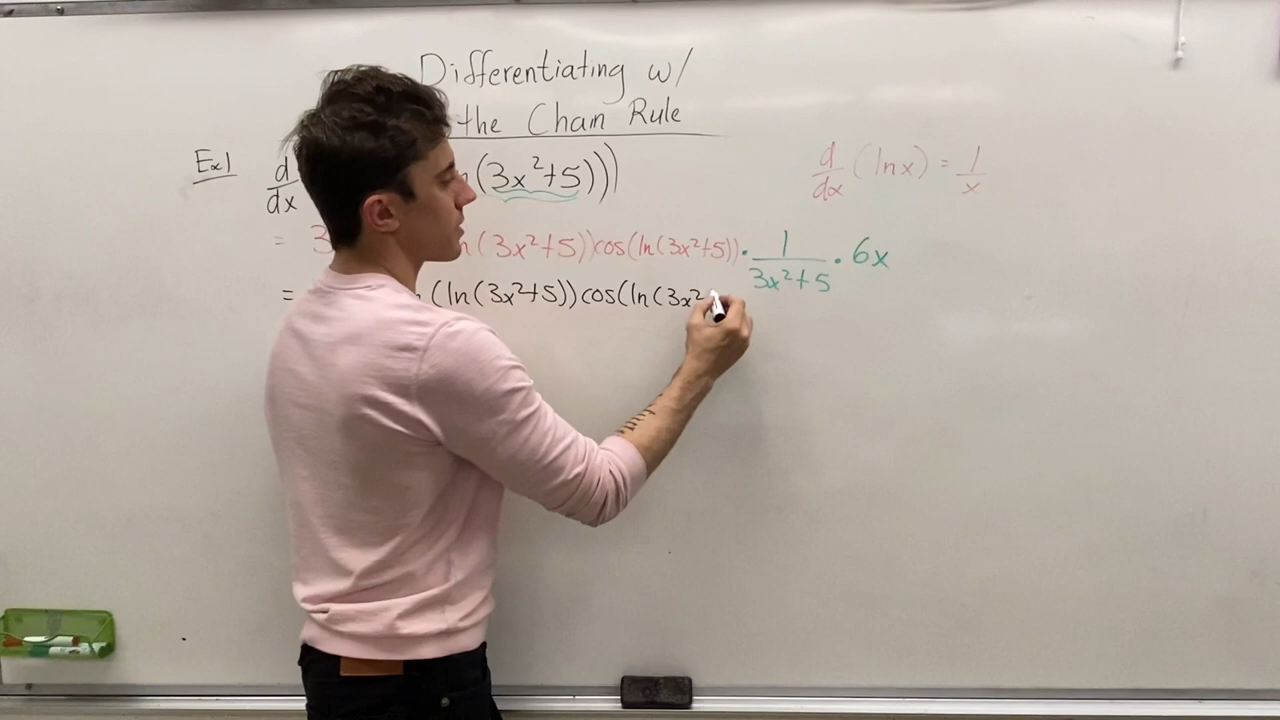 Differentiating w/
the Chain Rule
Ex1 d/dx (3x²+5)))
d/dx (ln x) = 1/x
= 3 (3x²+5))cos(ln(3x²+5)) · 1/(3x²+5) · 6x
= (ln(3x²+5))cos(ln(3x²